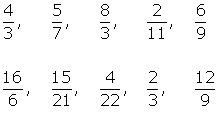 4/3, 5/7, 8/3, 2/11, 6/9
16/6, 15/21, 4/22, 2/3, 12/9